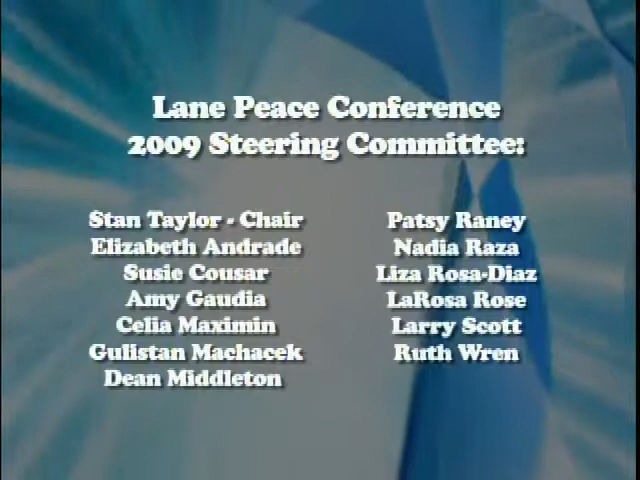 Lane Peace Conference
2009 Steering Committee:
Stan Taylor - Chair
Elizabeth Andrade
Susie Cousar
Amy Gaudia
Celia Maximin
Gulistan Machacek
Dean Middleton
Patsy Raney
Nadia Raza
Liza Rosa-Diaz
LaRosa Rose
Larry Scott
Ruth Wren